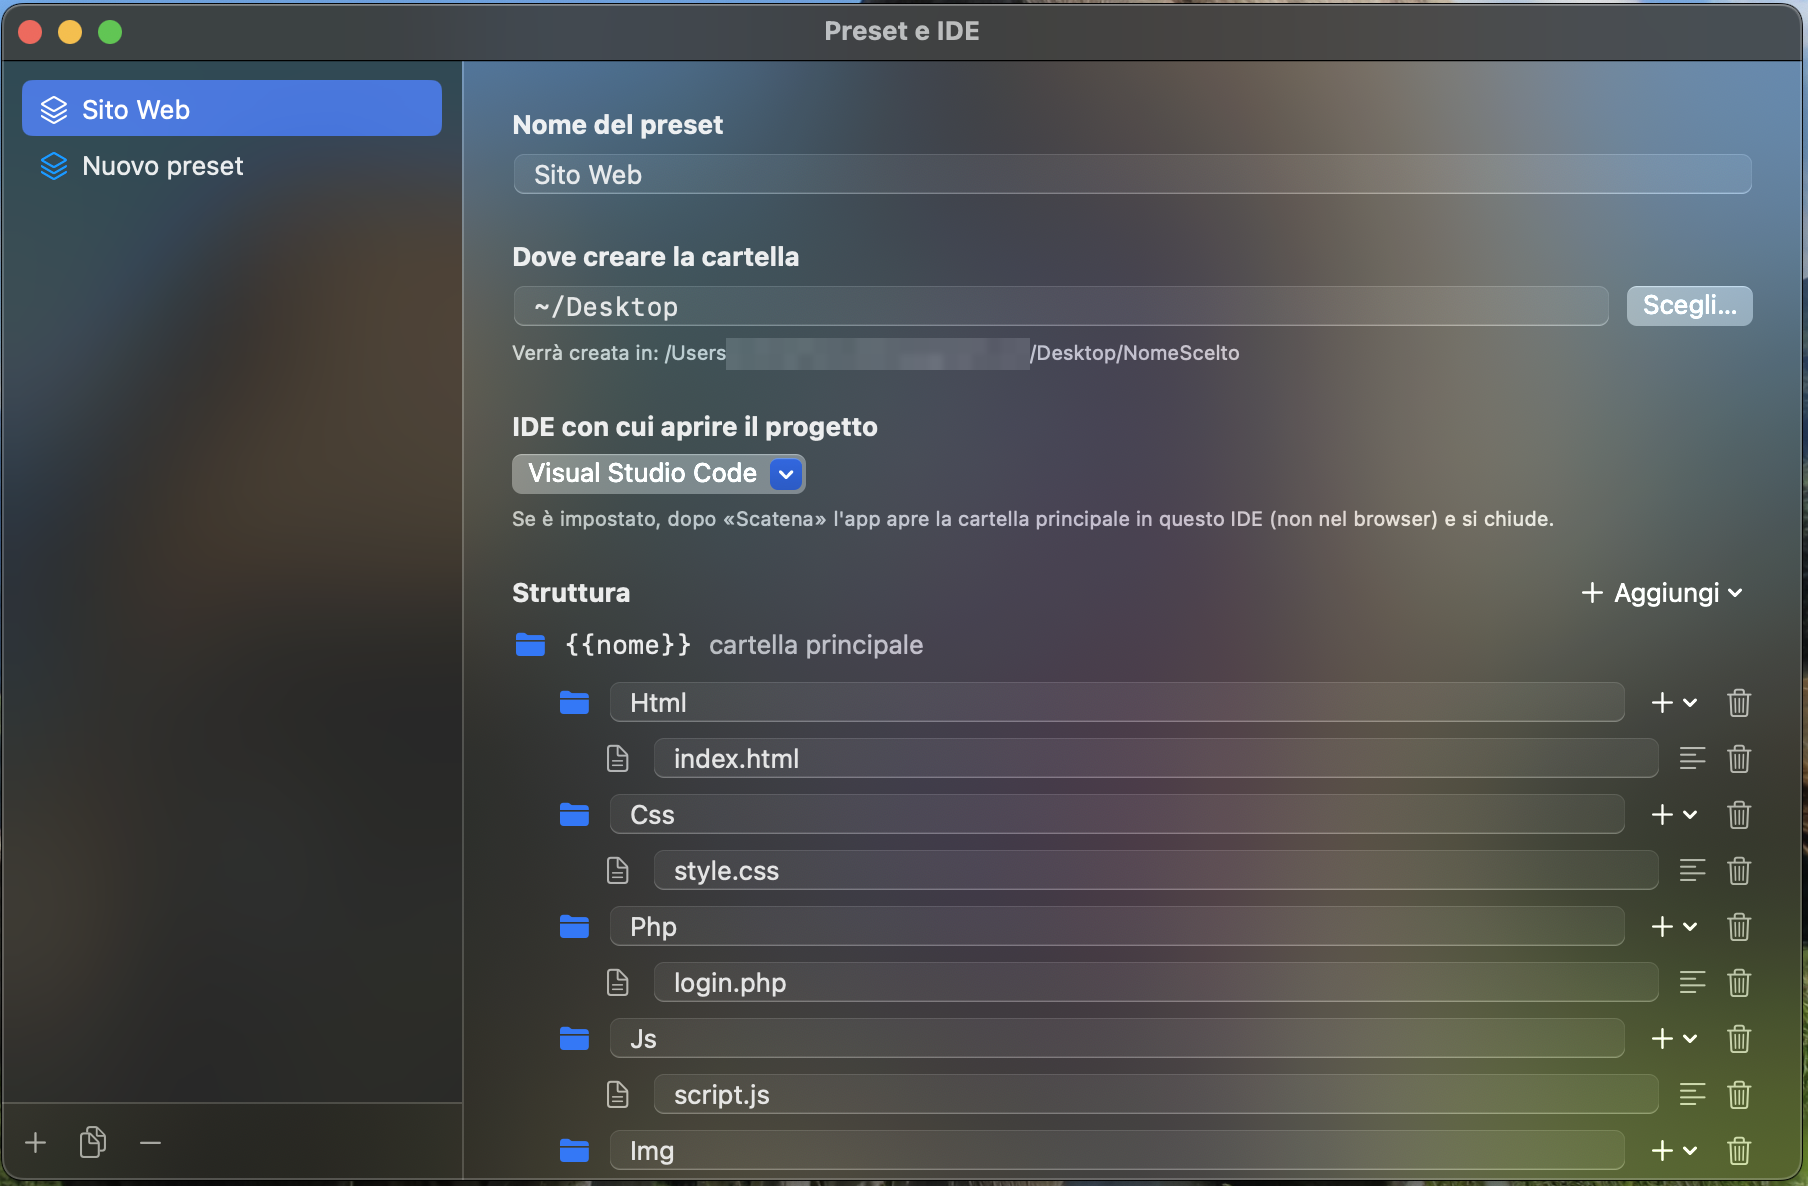 Preset e IDE
Sito Web
Nuovo preset
Nome del preset
Sito Web
Dove creare la cartella
~/Desktop
Scegli...
Verrà creata in: /Users
/Desktop/NomeScelto
IDE con cui aprire il progetto
Visual Studio Code
Se è impostato, dopo «Scatena» l'app apre la cartella principale in questo IDE (non nel browser) e si chiude.
Struttura
+ Aggiungi
{{nome}} cartella principale
Html
index.html
Css
style.css
Php
login.php
Js
script.js
Img